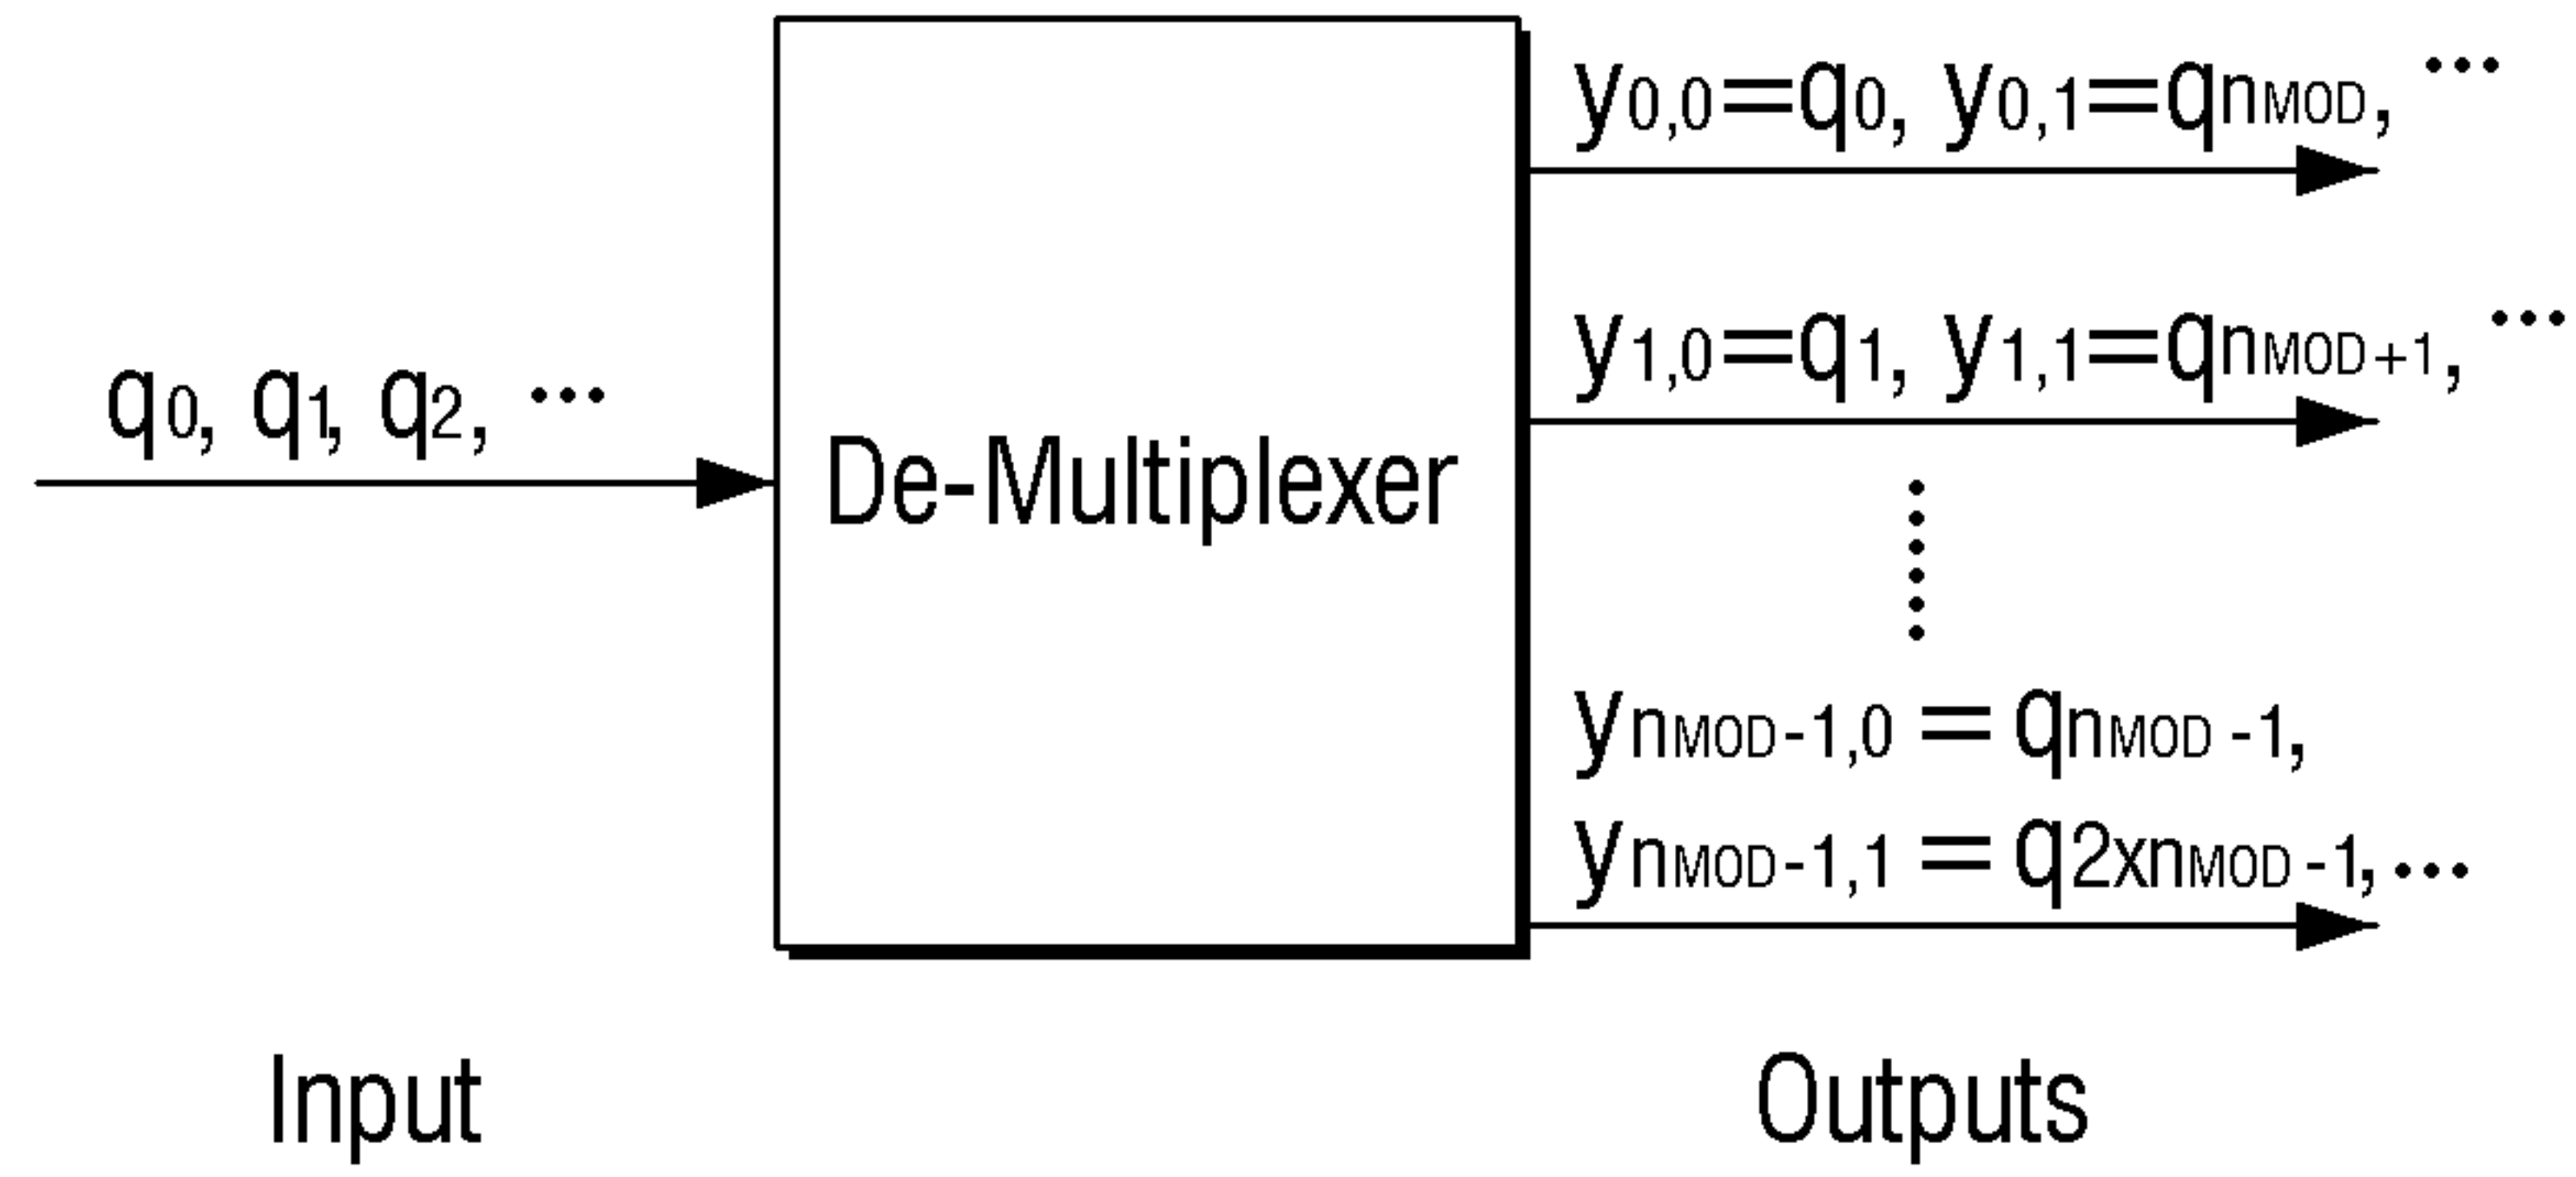 y0,0=q0, y0,1=qnMOD, ...
y1,0=q1, y1,1=qnMOD+1, ...
q0, q1, q2, ...
De-Multiplexer
ynMOD-1,0 = qnMOD-1,
ynMOD-1,1 = q2xnMOD-1, ...
Input
Outputs